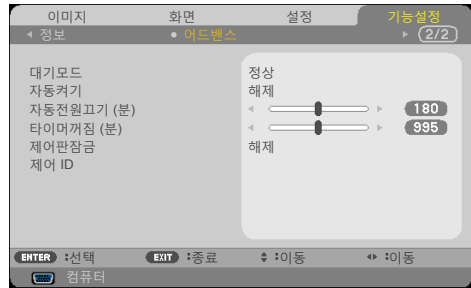 이미지 화면 설정 기능설정
정보 어드밴스 (2/2)
대기모드 정상
자동켜기 해제
자동전원끄기 (분) 180
타이머꺼짐 (분) 995
제어판잠금 해제
제어 ID
ENTER :선택 EXIT :종료 :이동 :이동
컴퓨터